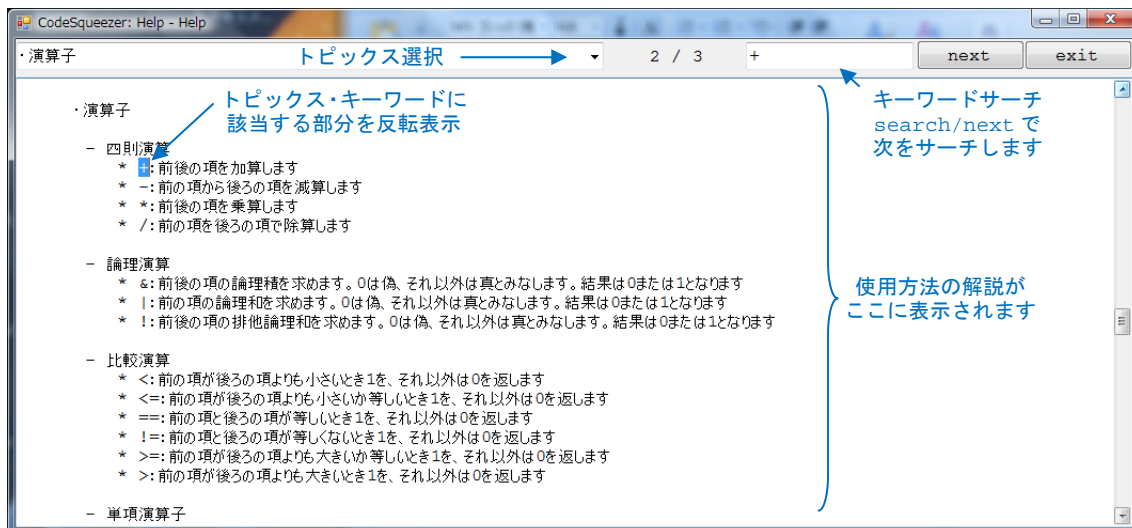 CodeSqueezer: Help - Help
・演算子
トピックス選択
2 / 3
+
next
exit
・演算子
トピックス・キーワードに
該当する部分を反転表示
キーワードサーチ
search/next で
次をサーチします
－ 四則演算
* +:前後の項を加算します
* －:前の項から後ろの項を減算します
* *:前後の項を乗算します
* /:前の項を後ろの項で除算します
－ 論理演算
* &:前後の項の論理積を求めます。0は偽、それ以外は真とみなします。結果は0または1となります
* |:前の項の論理和を求めます。0は偽、それ以外は真とみなします。結果は0または1となります
* !:前後の項の排他論理和を求めます。0は偽、それ以外は真とみなします。結果は0または1となります
使用方法の解説が
ここに表示されます
－ 比較演算
* <:前の項が後ろの項よりも小さいとき1を、それ以外は0を返します
* <=:前の項が後ろの項よりも小さいか等しいとき1を、それ以外は0を返します
* ==:前の項と後ろの項が等しいとき1を、それ以外は0を返します
* !=:前の項と後ろの項が等しくないとき1を、それ以外は0を返します
* >=:前の項が後ろの項よりも大きいか等しいとき1を、それ以外は0を返します
* >:前の項が後ろの項よりも大きいとき1を、それ以外は0を返します
－ 単項演算子